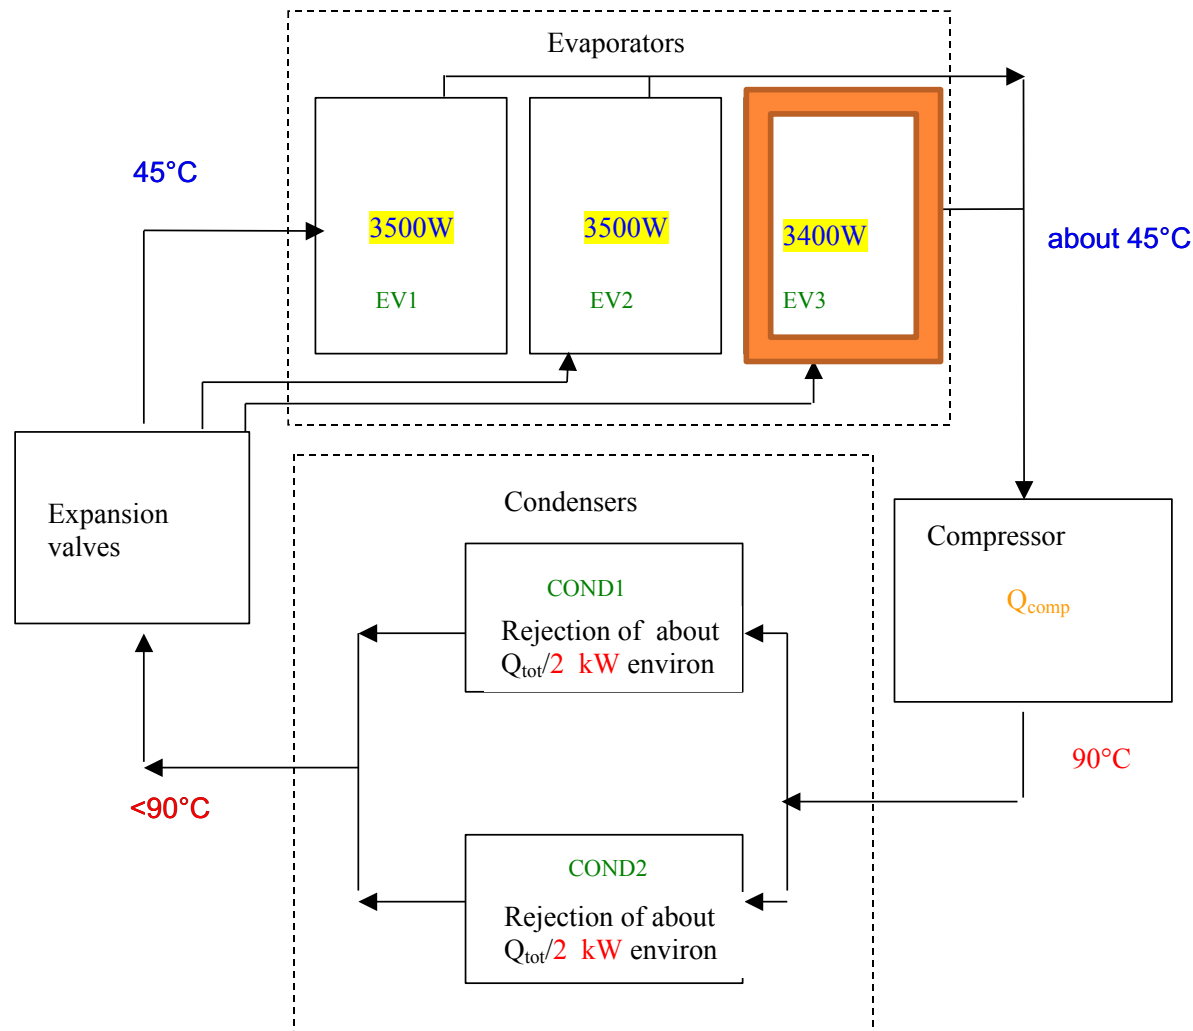 Evaporators
45°C
3500W
3500W
3400W
about 45°C
EV1
EV2
EV3
Expansion
valves
Condensers
Compressor
Qcomp
COND1
Rejection of about
Qtot/2 kW environ
90°C
<90°C
COND2
Rejection of about
Qtot/2 kW environ